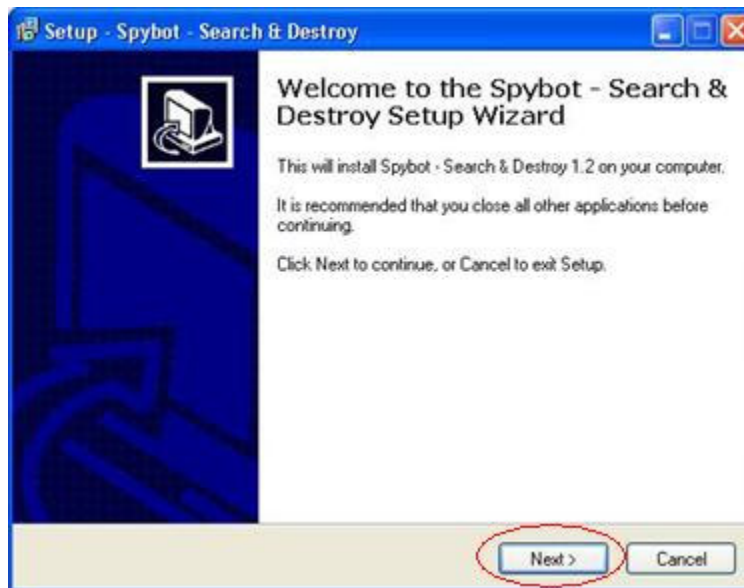 Setup - Spybot - Search & Destroy
Welcome to the Spybot - Search &
Destroy Setup Wizard
This will install Spybot - Search & Destroy 1.2 on your computer.
It is recommended that you close all other applications before
continuing.
Click Next to continue, or Cancel to exit Setup.
Next >
Cancel